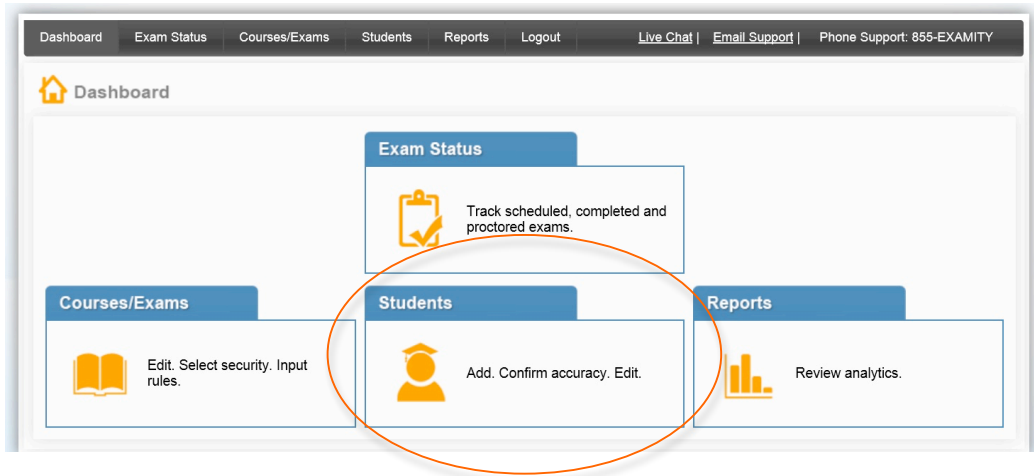 Dashboard Exam Status Courses/Exams Students Reports Logout Live Chat | Email Support | Phone Support: 855-EXAMITY
Dashboard
Exam Status
Track scheduled, completed and
proctored exams.
Courses/Exams
Edit. Select security. Input
rules.
Students
Add. Confirm accuracy. Edit.
Reports
Review analytics.